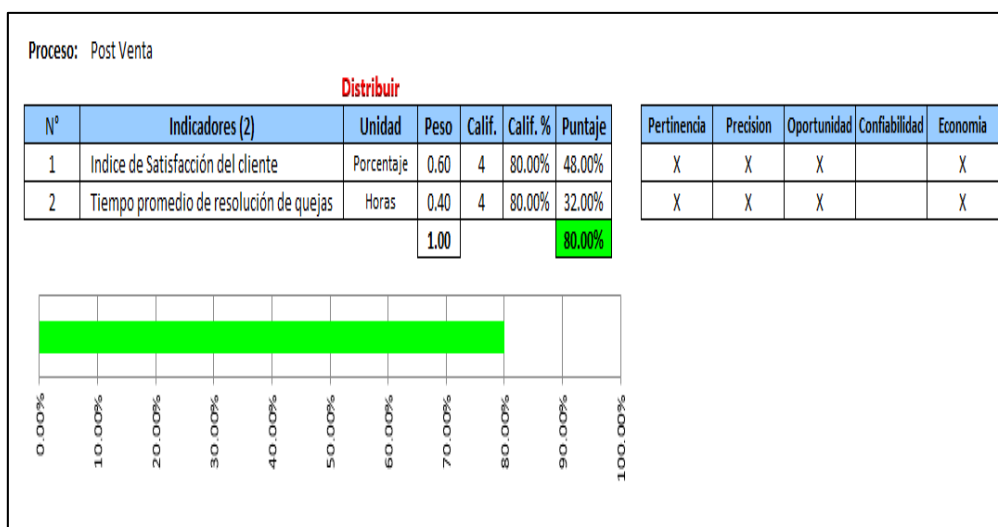 Proceso: Post Venta
Distribuir
N° Indicadores (2) Unidad Peso Calif. Calif. % Puntaje Pertinencia Precision Oportunidad Confiabilidad Economia
1 Indice de Satisfacción del cliente Porcentaje 0.60 4 80.00% 48.00% X X X X
2 Tiempo promedio de resolución de quejas Horas 0.40 4 80.00% 32.00% X X X X
1.00 80.00%
0.00% 10.00% 20.00% 30.00% 40.00% 50.00% 60.00% 70.00% 80.00% 90.00% 100.00%